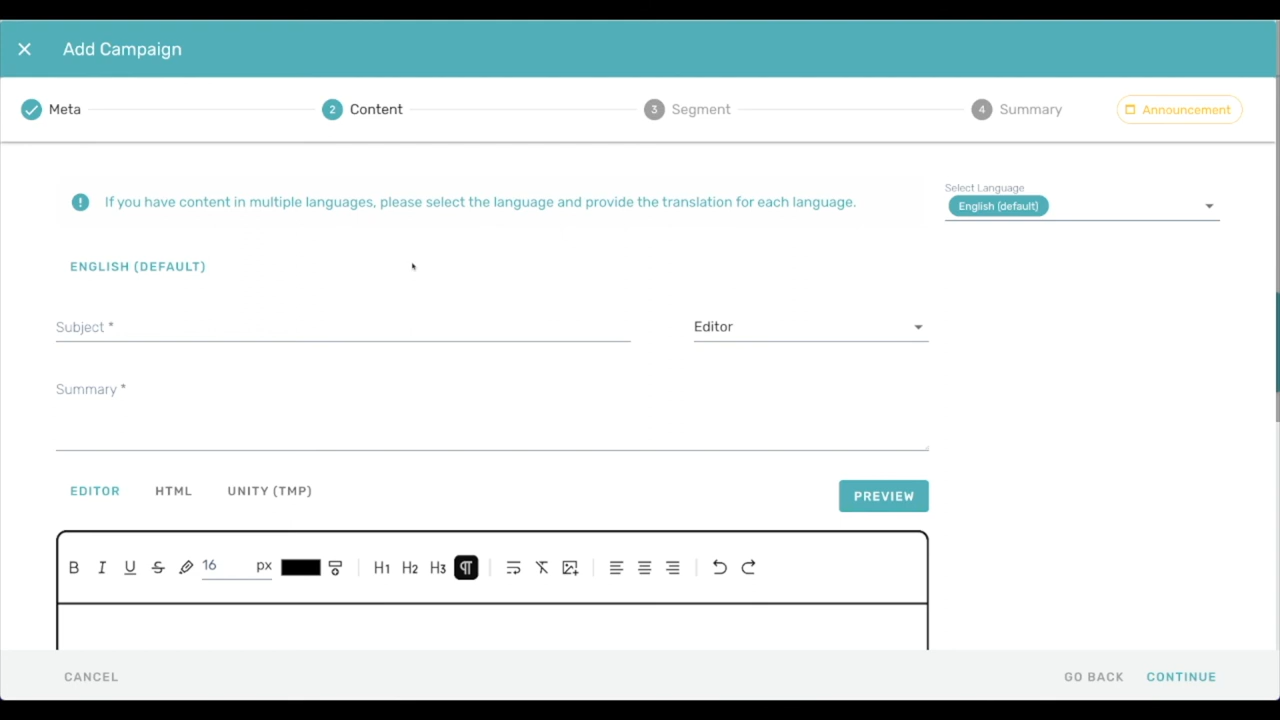 Add Campaign
Meta
2 Content
3 Segment
4 Summary
Announcement
If you have content in multiple languages, please select the language and provide the translation for each language.
Select Language
English (default)
ENGLISH (DEFAULT)
Subject *
Editor
Summary *
EDITOR HTML UNITY (TMP)
PREVIEW
B I U S 16 px H1 H2 H3
CANCEL
GO BACK CONTINUE